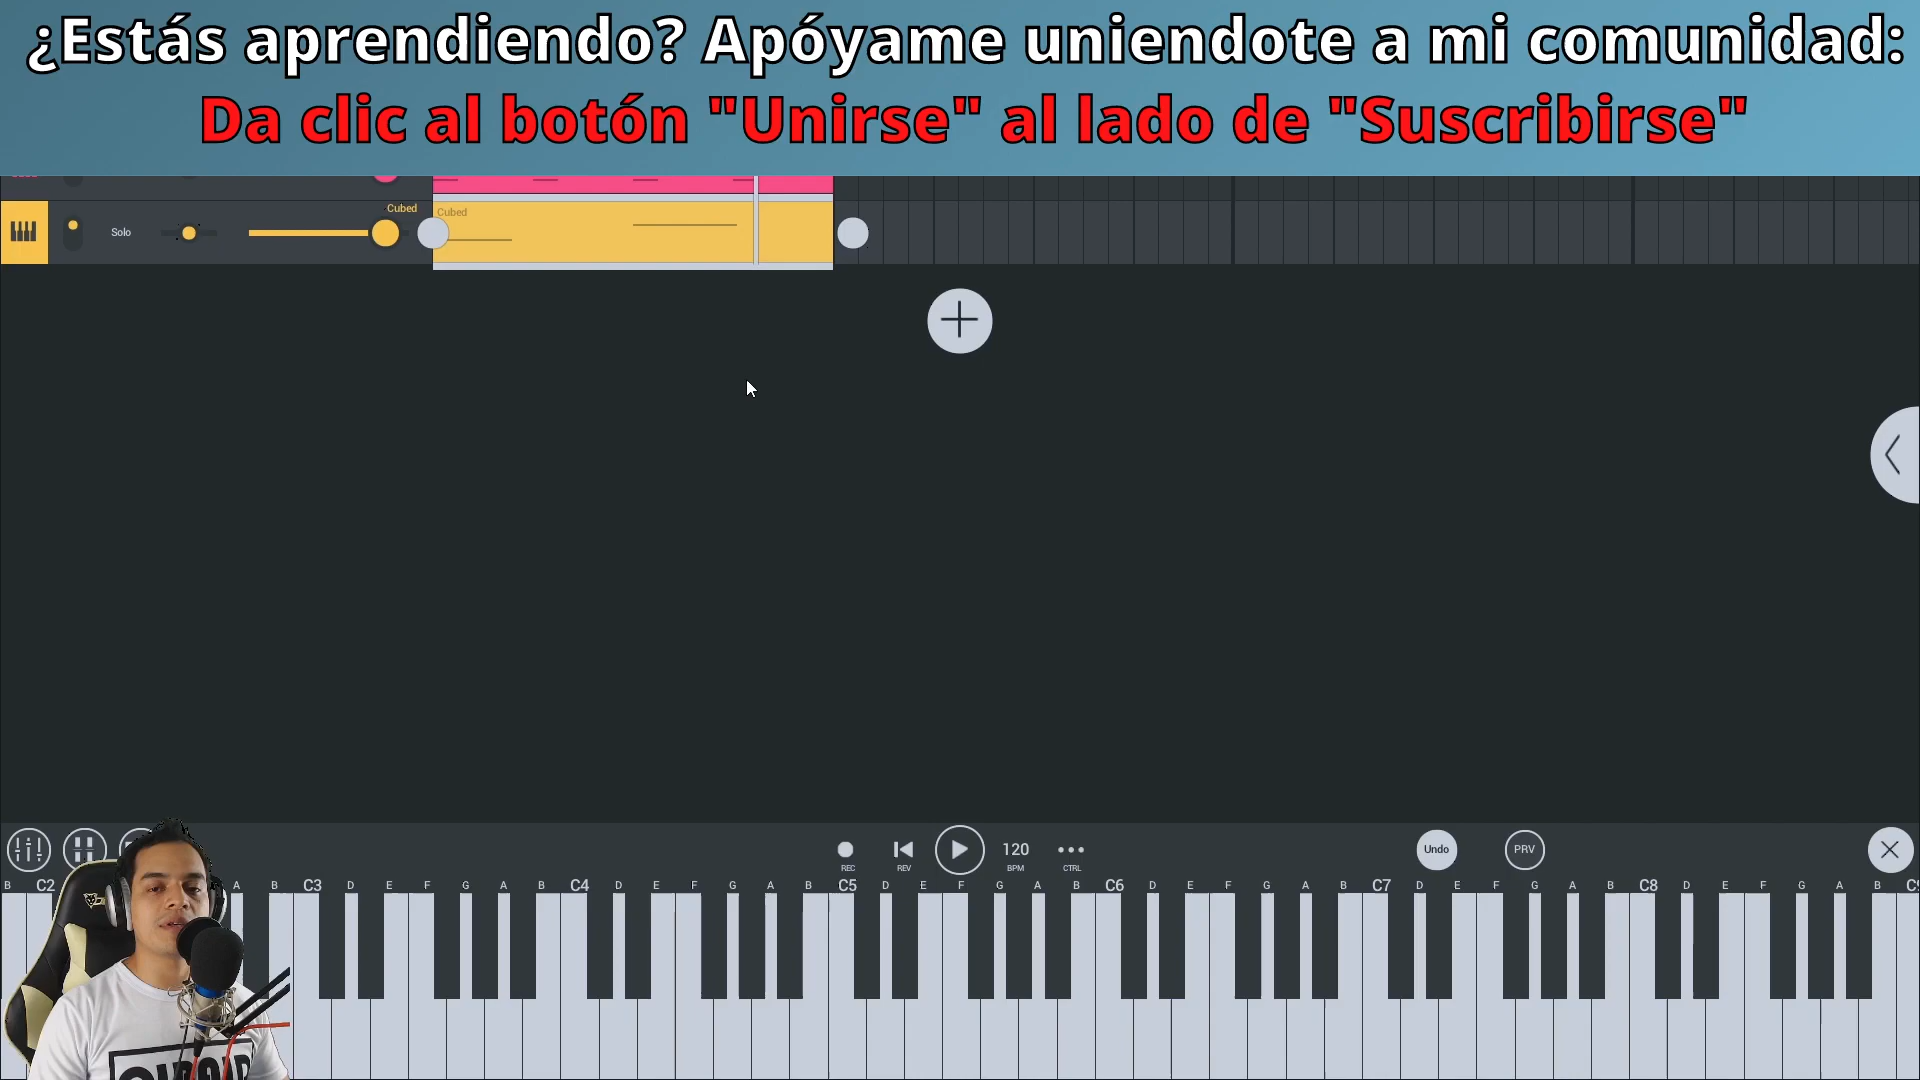 ¿Estás aprendiendo? Apóyame uniendote a mi comunidad:
Da clic al botón "Unirse" al lado de "Suscribirse"
Cubed
Cubed
Solo
120
Undo
PRV
REC
REV
BPM
CTRL
B C2 A B C3 D E F G A B C4 D E F G A B C5 D E F G A B C6 D E F G A B C7 D E F G A B C8 D E F G A B